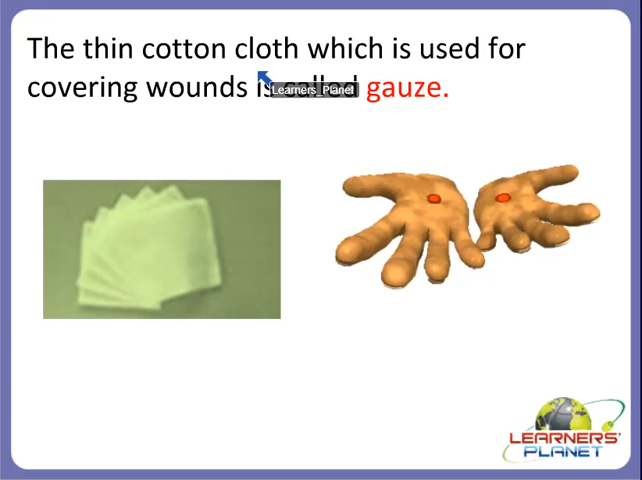 The thin cotton cloth which is used for
covering wounds is called gauze.
Learners_Planet
LEARNERS'
PLANET